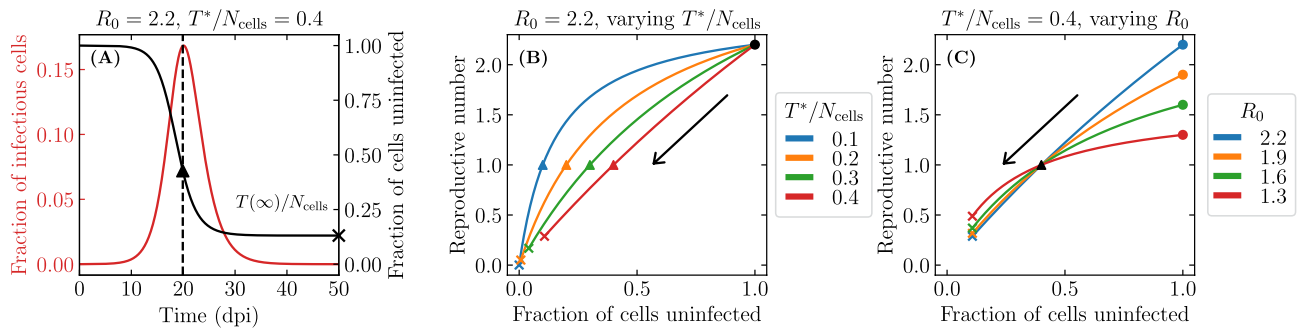 R₀ = 2.2, T*/N_cells = 0.4
(A)
Fraction of infectious cells
0.15
0.10
0.05
0.00
1.00
0.75
0.50
0.25
0.00
Fraction of cells uninfected
T(∞)/N_cells
0 10 20 30 40 50
Time (dpi)
R₀ = 2.2, varying T*/N_cells
(B)
Reproductive number
2.0
1.5
1.0
0.5
0.0
0.0 0.5 1.0
Fraction of cells uninfected
T*/N_cells
0.1
0.2
0.3
0.4
T*/N_cells = 0.4, varying R₀
(C)
Reproductive number
2.0
1.5
1.0
0.5
0.0
0.0 0.5 1.0
Fraction of cells uninfected
R₀
2.2
1.9
1.6
1.3